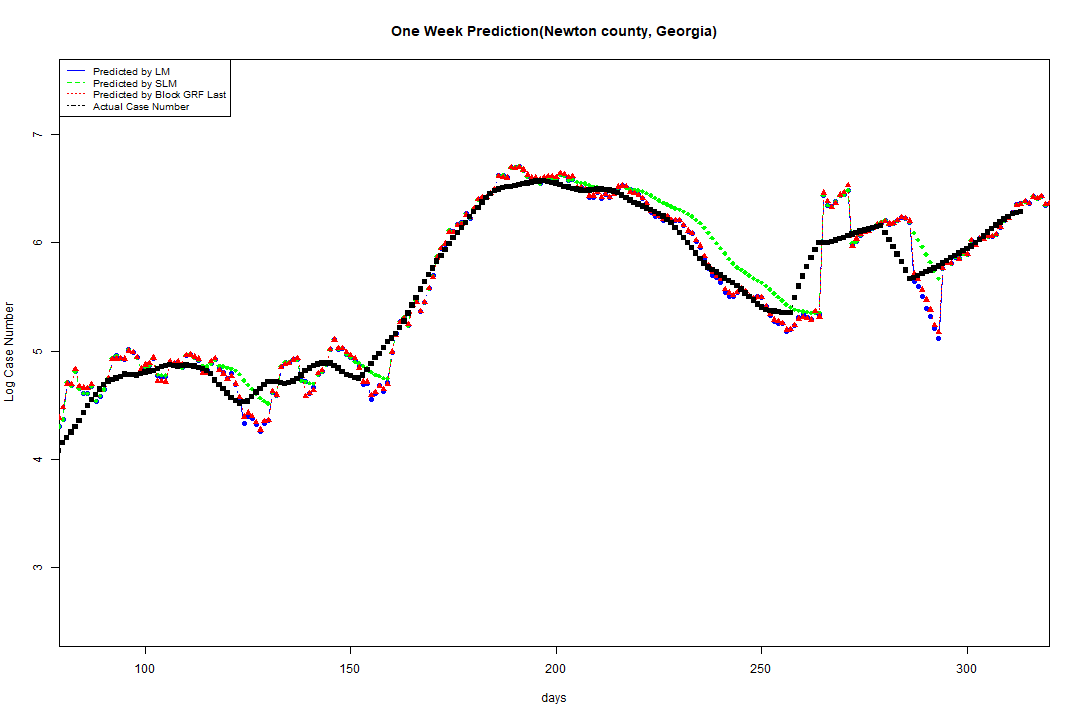 One Week Prediction(Newton county, Georgia)
Predicted by LM
Predicted by SLM
Predicted by Block GRF Last
Actual Case Number
7
6
5
4
3
Log Case Number
100 150 200 250 300
days